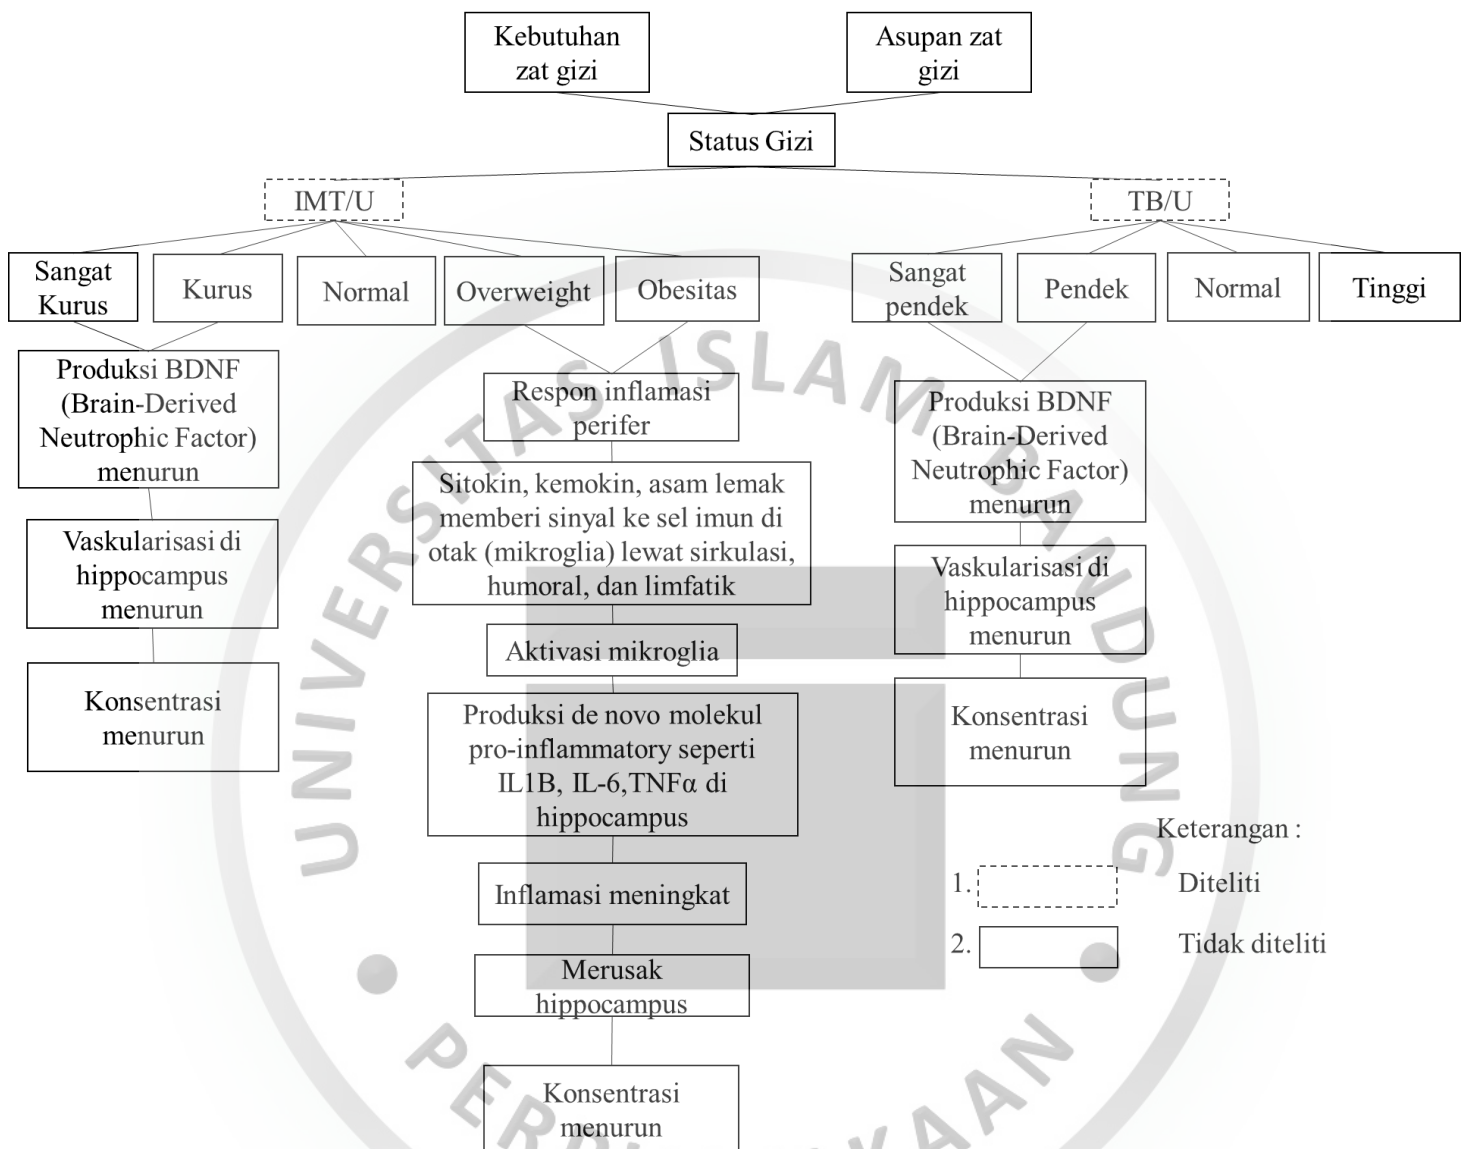 Kebutuhan
zat gizi
Asupan zat
gizi
Status Gizi
IMT/U
TB/U
Sangat
Kurus
Kurus
Normal
Overweight
Obesitas
Sangat
pendek
Pendek
Normal
Tinggi
Produksi BDNF
(Brain-Derived
Neutrophic Factor)
menurun
Vaskularisasi di
hippocampus
menurun
Konsentrasi
menurun
Respon inflamasi
perifer
Sitokin, kemokin, asam lemak
memberi sinyal ke sel imun di
otak (mikroglia) lewat sirkulasi,
humoral, dan limfatik
Aktivasi mikroglia
Produksi de novo molekul
pro-inflammatory seperti
IL1B, IL-6,TNFα di
hippocampus
Inflamasi meningkat
Merusak
hippocampus
Konsentrasi
menurun
Produksi BDNF
(Brain-Derived
Neutrophic Factor)
menurun
Vaskularisasi di
hippocampus
menurun
Konsentrasi
menurun
Keterangan :
1. Diteliti
2. Tidak diteliti
UNIVERSITAS ISLAM BANDUNG